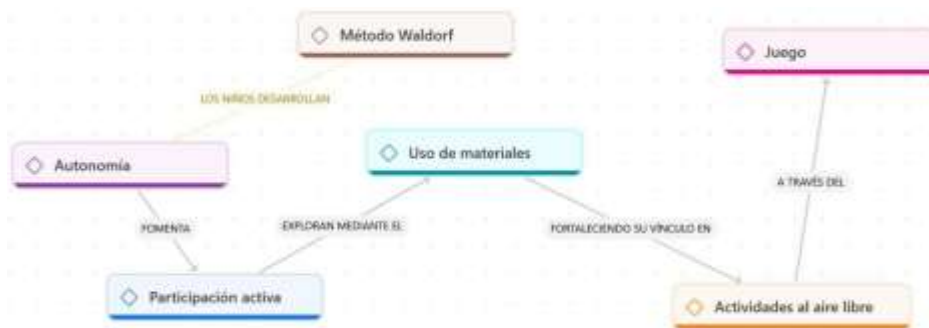 Método Waldorf
Juego
LOS NIÑOS DESARROLLAN
Uso de materiales
Autonomía
A TRAVÉS DEL
FOMENTA
EXPLORAN MEDIANTE EL
FORTALECIENDO SU VÍNCULO EN
Participación activa
Actividades al aire libre